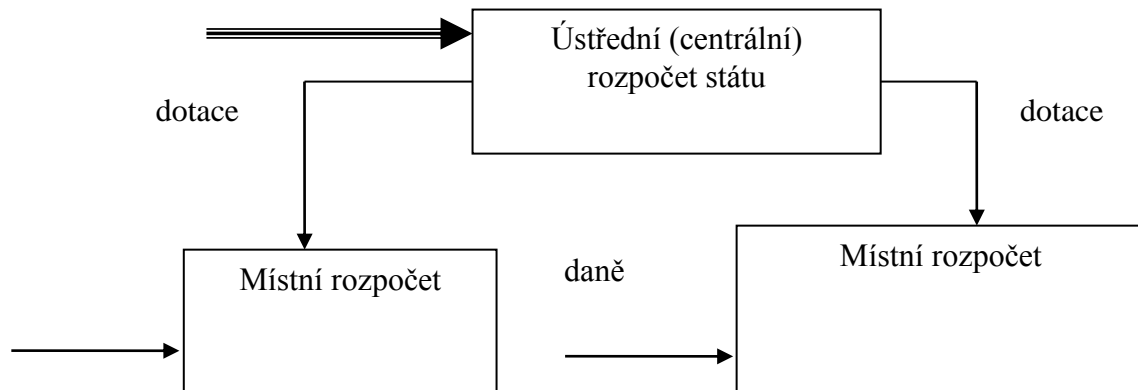 Ústřední (centrální)
rozpočet státu
dotace
dotace
Místní rozpočet
daně
Místní rozpočet